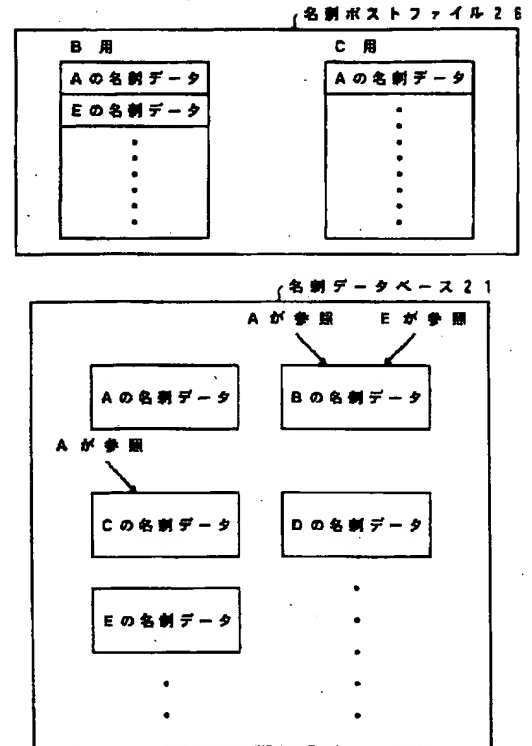 名刺ポストファイル26
B用 C用
Aの名刺データ Aの名刺データ
Eの名刺データ
名刺データベース21
Aが参照 Eが参照
Aの名刺データ Bの名刺データ
Aが参照
Cの名刺データ Dの名刺データ
Eの名刺データ